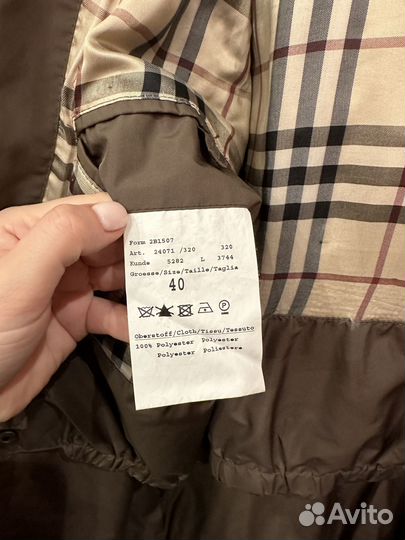 Form 2B1507
Art. 24071 /320 320
Kunde 5282 L 3744
Groesse/Size/Taille/Taglia
40
Oberstoff/Cloth/Tissu/Tessuto
100% Polyester Polyester
Polyester Poliestere
Avito